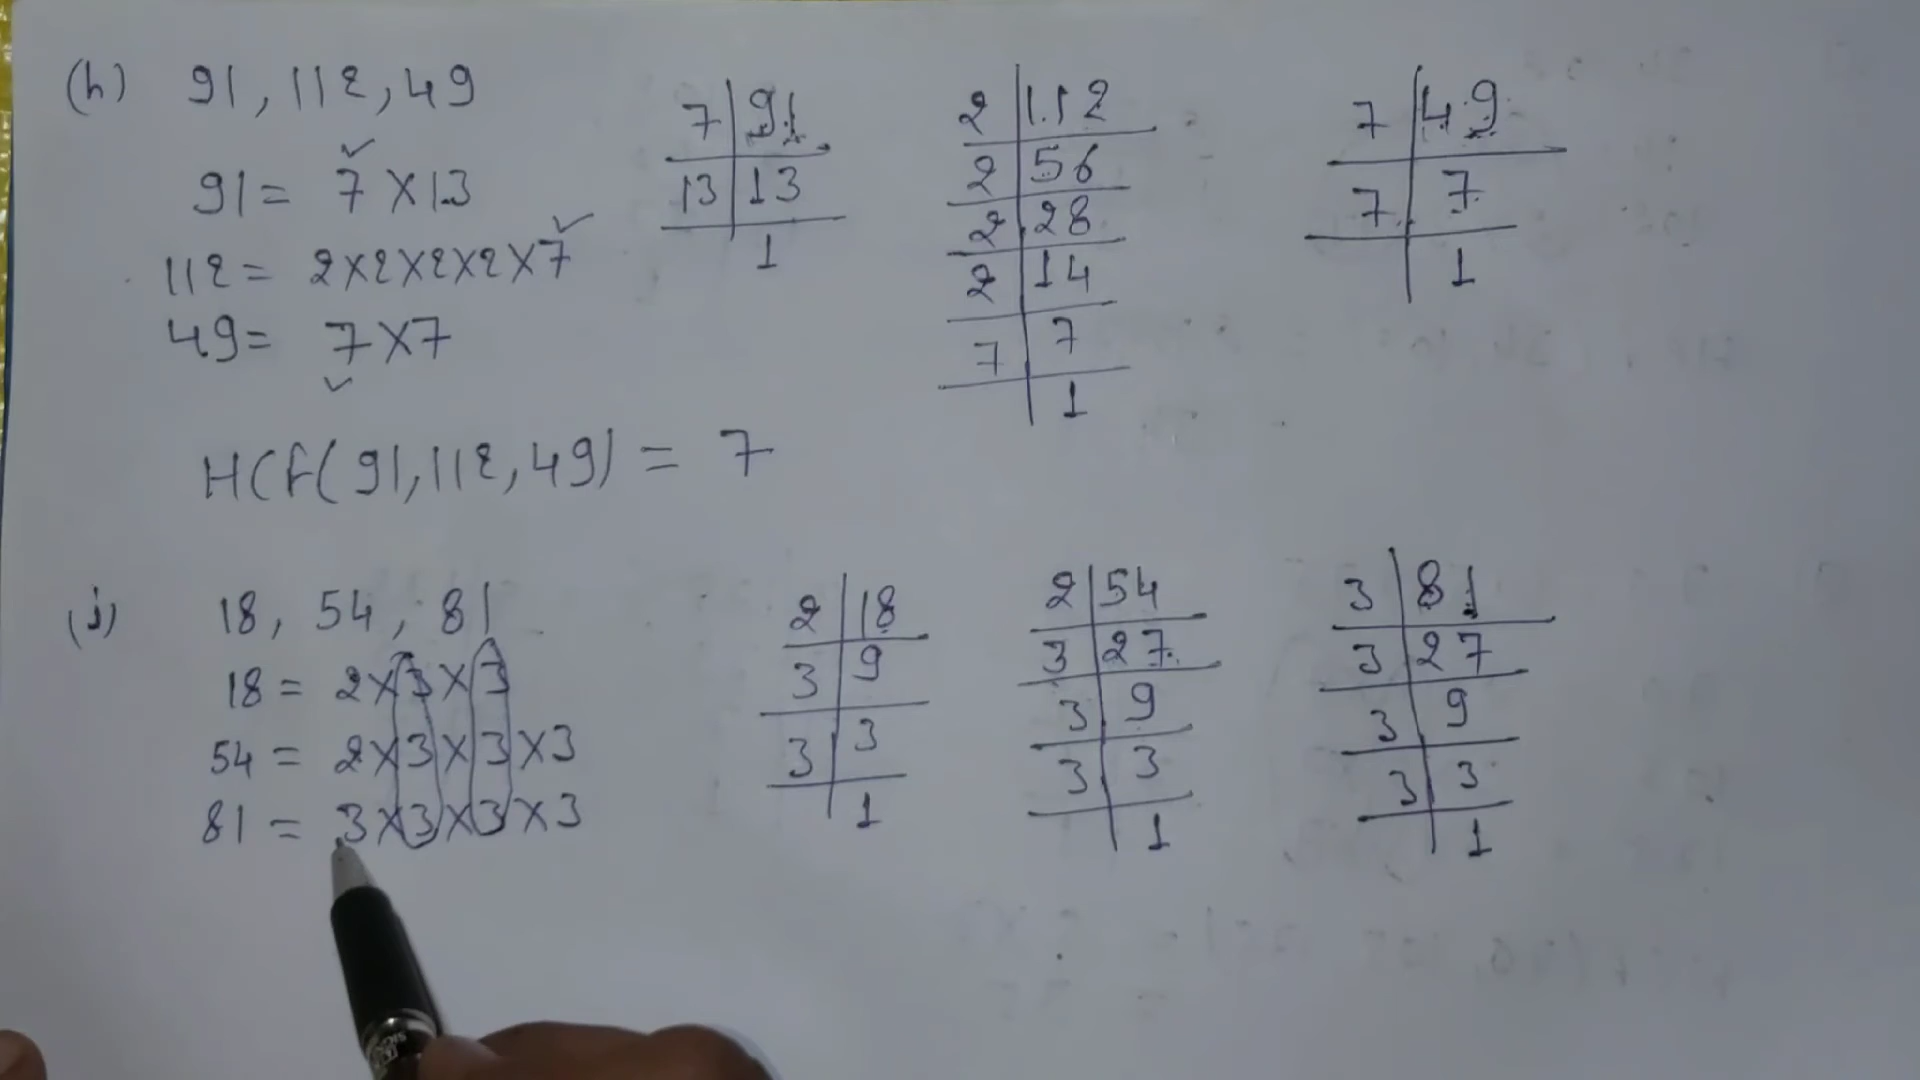 (h) 91, 112, 49
91 = 7 × 13
112 = 2×2×2×2×7
49 = 7×7
7 | 91
13 | 13
1
2 | 112
2 | 56
2 | 28
2 | 14
7 | 7
1
7 | 49
7 | 7
1
HCF(91,112,49) = 7
(i) 18, 54, 81
18 = 2×3×3
54 = 2×3×3×3
81 = 3×3×3×3
2 | 18
3 | 9
3 | 3
1
2 | 54
3 | 27
3 | 9
3 | 3
1
3 | 81
3 | 27
3 | 9
3 | 3
1